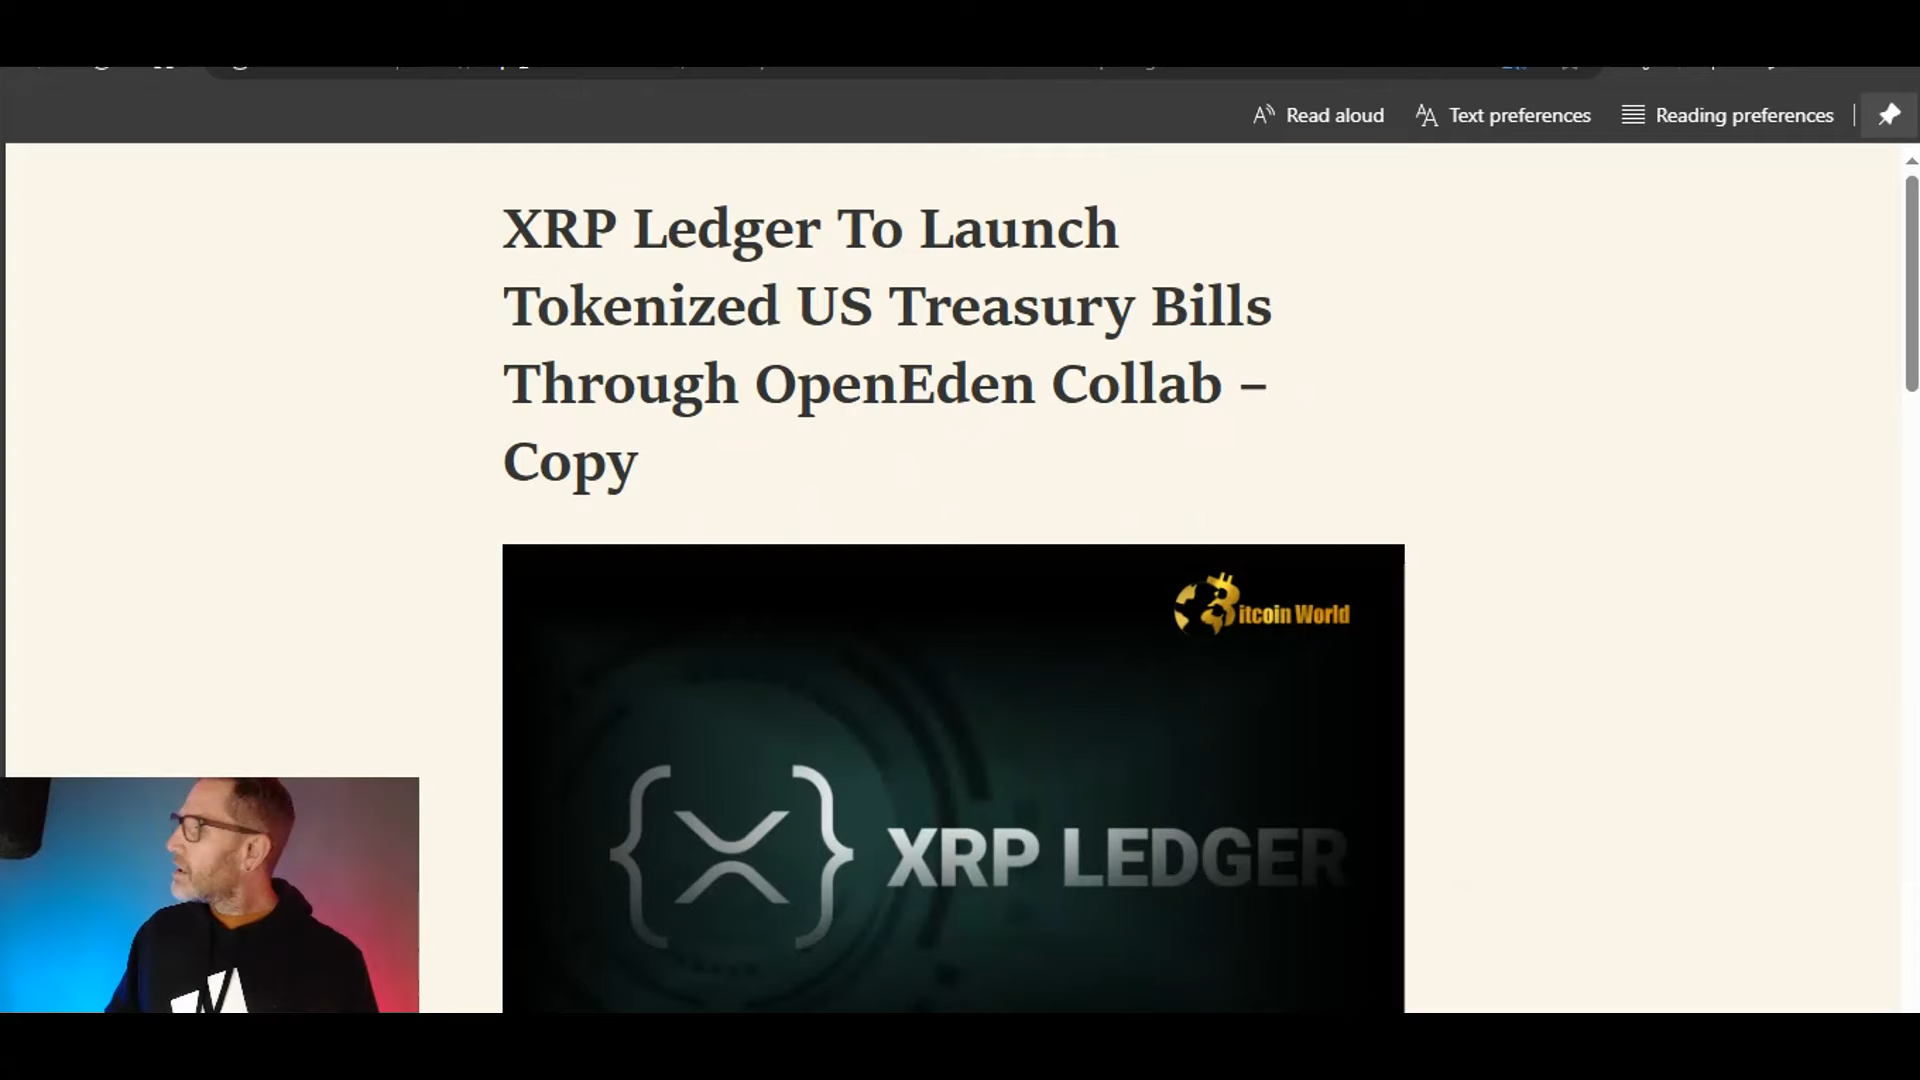 Read aloud
Text preferences
Reading preferences
XRP Ledger To Launch
Tokenized US Treasury Bills
Through OpenEden Collab –
Copy
Bitcoin World
XRP LEDGER